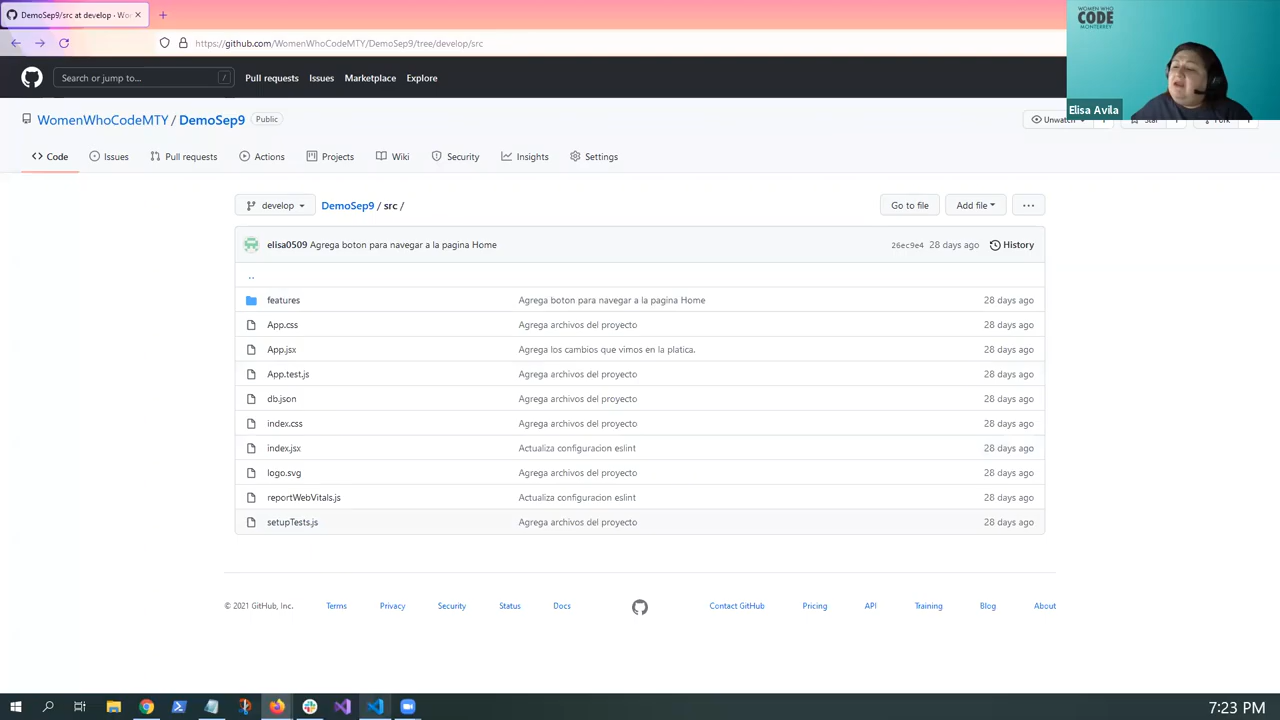 DemoSep9/src at develop · Wo
https://github.com/WomenWhoCodeMTY/DemoSep9/tree/develop/src
WOMEN WHO
CODE
MONTERREY
Elisa Avila
Search or jump to... /
Pull requests Issues Marketplace Explore
WomenWhoCodeMTY / DemoSep9 Public
Unwatch Star Fork
Code Issues Pull requests Actions Projects Wiki Security Insights Settings
develop DemoSep9 / src / Go to file Add file ...
elisa0509 Agrega boton para navegar a la pagina Home 26ec9e4 28 days ago History
..
features Agrega boton para navegar a la pagina Home 28 days ago
App.css Agrega archivos del proyecto 28 days ago
App.jsx Agrega los cambios que vimos en la platica. 28 days ago
App.test.js Agrega archivos del proyecto 28 days ago
db.json Agrega archivos del proyecto 28 days ago
index.css Agrega archivos del proyecto 28 days ago
index.jsx Actualiza configuracion eslint 28 days ago
logo.svg Agrega archivos del proyecto 28 days ago
reportWebVitals.js Actualiza configuracion eslint 28 days ago
setupTests.js Agrega archivos del proyecto 28 days ago
© 2021 GitHub, Inc. Terms Privacy Security Status Docs Contact GitHub Pricing API Training Blog About
7:23 PM